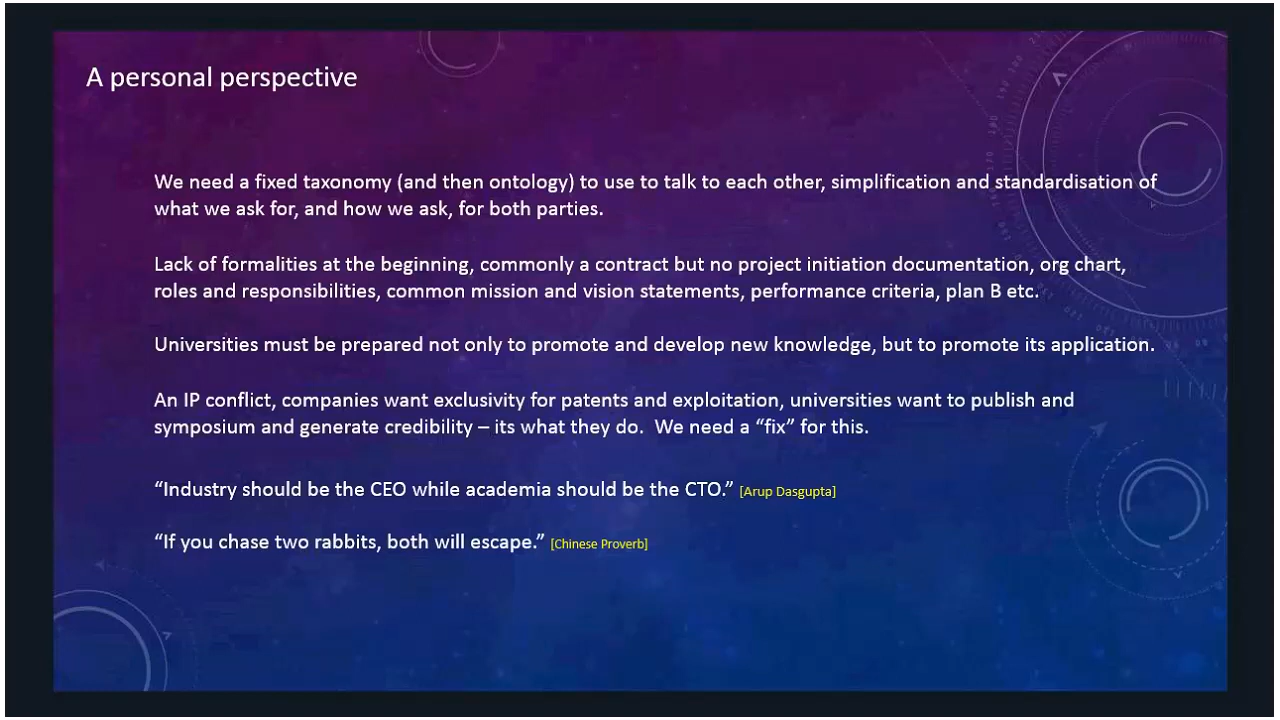 A personal perspective
We need a fixed taxonomy (and then ontology) to use to talk to each other, simplification and standardisation of
what we ask for, and how we ask, for both parties.
Lack of formalities at the beginning, commonly a contract but no project initiation documentation, org chart,
roles and responsibilities, common mission and vision statements, performance criteria, plan B etc.
Universities must be prepared not only to promote and develop new knowledge, but to promote its application.
An IP conflict, companies want exclusivity for patents and exploitation, universities want to publish and
symposium and generate credibility – its what they do.  We need a “fix” for this.
“Industry should be the CEO while academia should be the CTO.” [Arup Dasgupta]
“If you chase two rabbits, both will escape.” [Chinese Proverb]